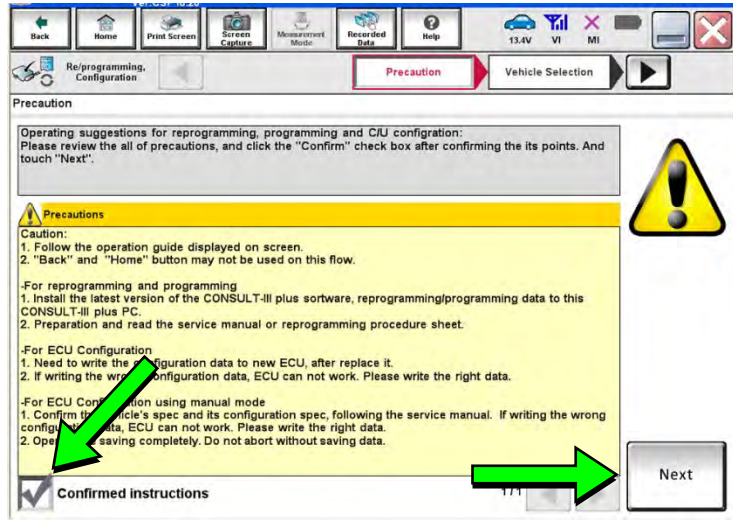 Back
Home
Print Screen
Screen Capture
Measurement Mode
Recorded Data
Help
13.4V
VI
MI
Re/programming, Configuration
Precaution
Vehicle Selection
Precaution
Operating suggestions for reprogramming, programming and C/U configration:
Please review the all of precautions, and click the "Confirm" check box after confirming the its points. And
touch "Next".
Precautions
Caution:
1. Follow the operation guide displayed on screen.
2. "Back" and "Home" button may not be used on this flow.
-For reprogramming and programming
1. Install the latest version of the CONSULT-III plus sortware, reprogramming/programming data to this
CONSULT-III plus PC.
2. Preparation and read the service manual or reprogramming procedure sheet.
-For ECU Configuration
1. Need to write the configuration data to new ECU, after replace it.
2. If writing the configuration data, ECU can not work. Please write the right data.
-For ECU using manual mode
1. Confirm spec and its configuration spec, following the service manual. If writing the wrong
ECU can not work. Please write the right data.
2. saving completely. Do not abort without saving data.
Confirmed instructions
1/1
Next